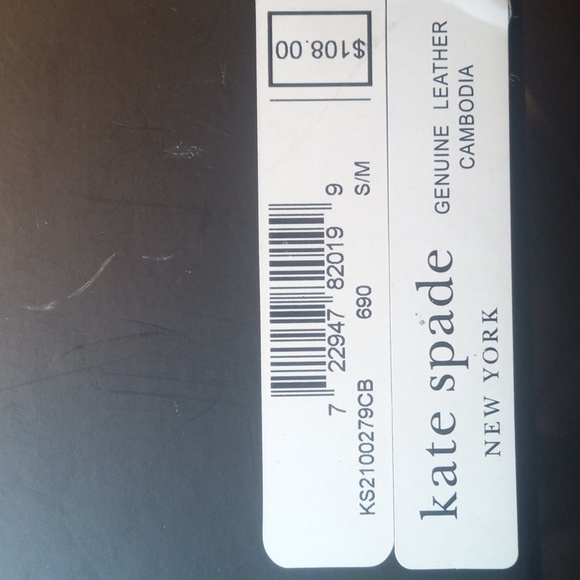 $108.00
7 22947 82019 9
KS2100279CB 690 S/M
kate spade
NEW YORK
GENUINE LEATHER
CAMBODIA